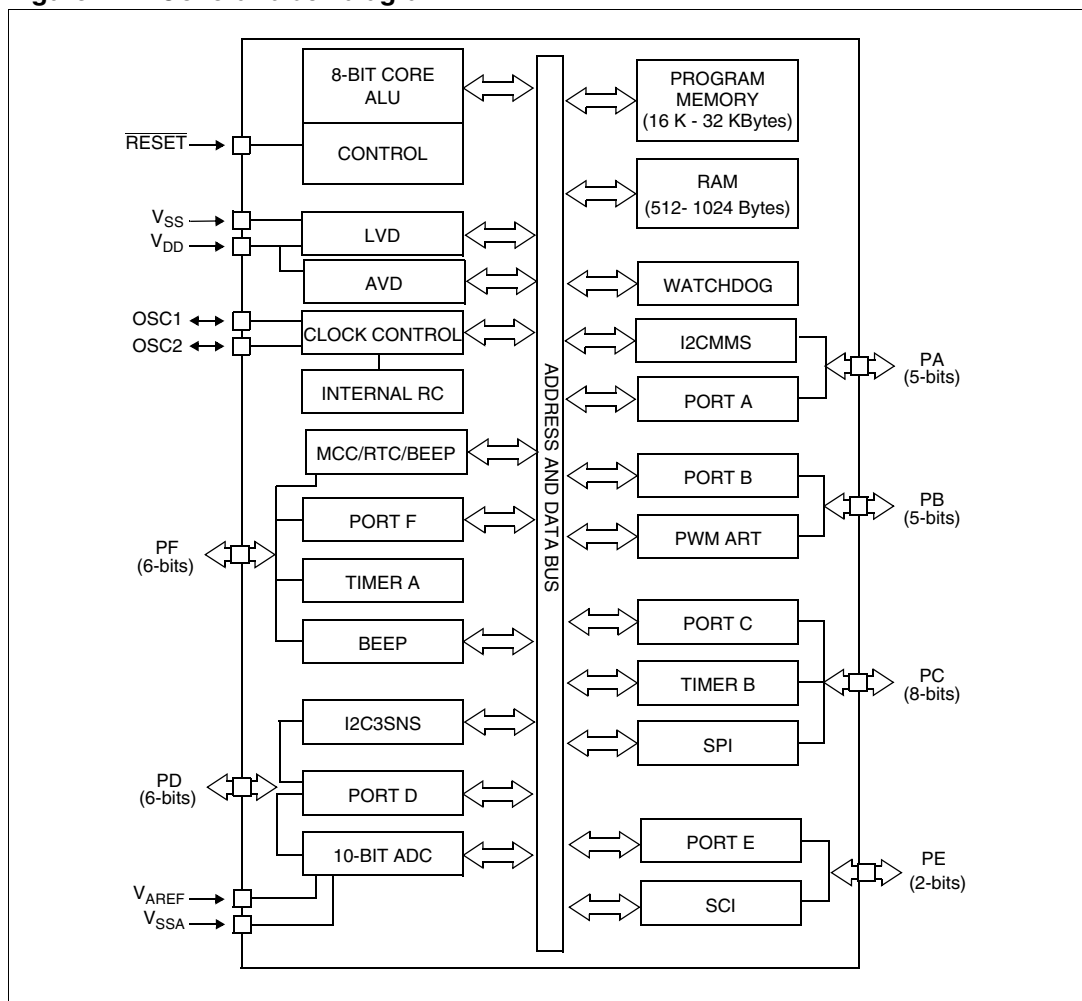 8-BIT CORE
ALU
CONTROL
RESET
VSS
VDD
LVD
AVD
OSC1
OSC2
CLOCK CONTROL
INTERNAL RC
MCC/RTC/BEEP
PORT F
PF
(6-bits)
TIMER A
BEEP
I2C3SNS
PD
(6-bits)
PORT D
10-BIT ADC
VAREF
VSSA
ADDRESS AND DATA BUS
PROGRAM
MEMORY
(16 K - 32 KBytes)
RAM
(512- 1024 Bytes)
WATCHDOG
I2CMMS
PA
(5-bits)
PORT A
PORT B
PB
(5-bits)
PWM ART
PORT C
TIMER B
PC
(8-bits)
SPI
PORT E
PE
(2-bits)
SCI